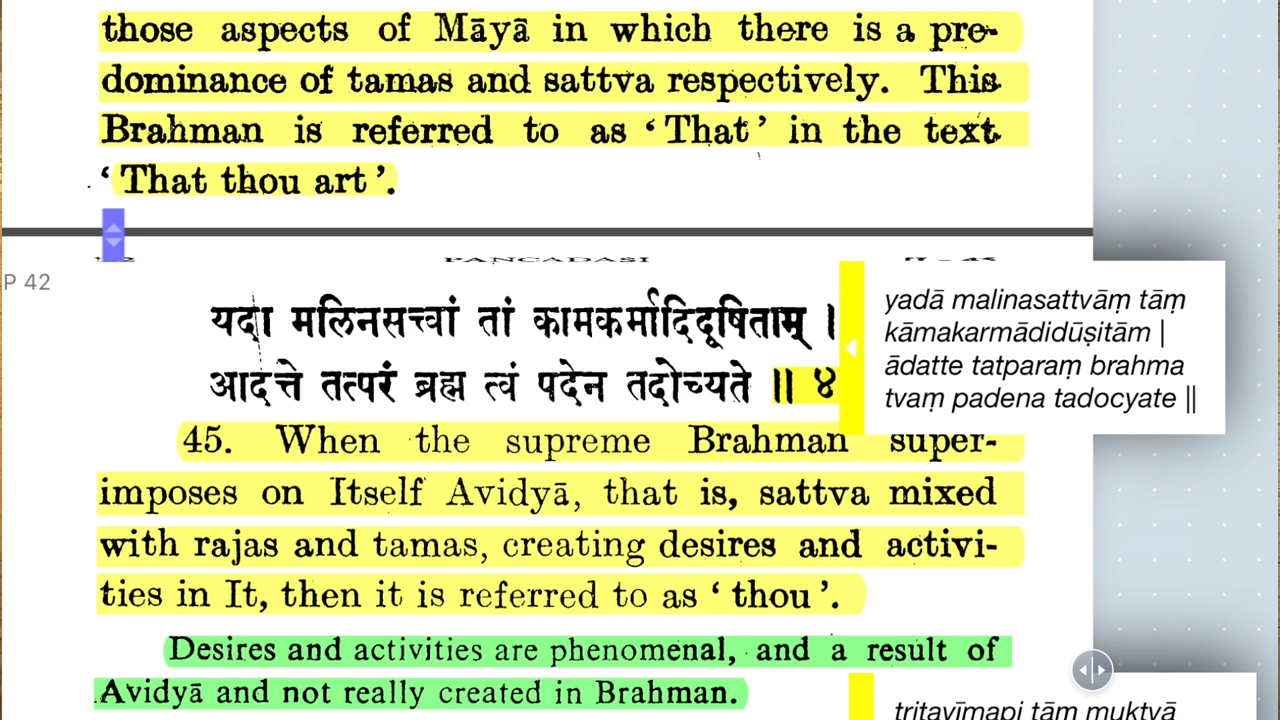 those aspects of Māyā in which there is a pre-
dominance of tamas and sattva respectively. This
Brahman is referred to as ‘That’ in the text
‘That thou art’.
P 42
PANCADASI
यदा मलिनसत्त्वां तां कामकर्मादिदूषिताम् ।
आदत्ते तत्परं ब्रह्म त्वं पदेन तदोच्यते ॥ ४
yadā malinasattvāṃ tāṃ
kāmakarmādidūṣitām |
ādatte tatparaṃ brahma
tvaṃ padena tadocyate ||
45. When the supreme Brahman super-
imposes on Itself Avidyā, that is, sattva mixed
with rajas and tamas, creating desires and activi-
ties in It, then it is referred to as ‘thou’.
Desires and activities are phenomenal, and a result of
Avidyā and not really created in Brahman.
tritayīmapi tāṃ muktvā